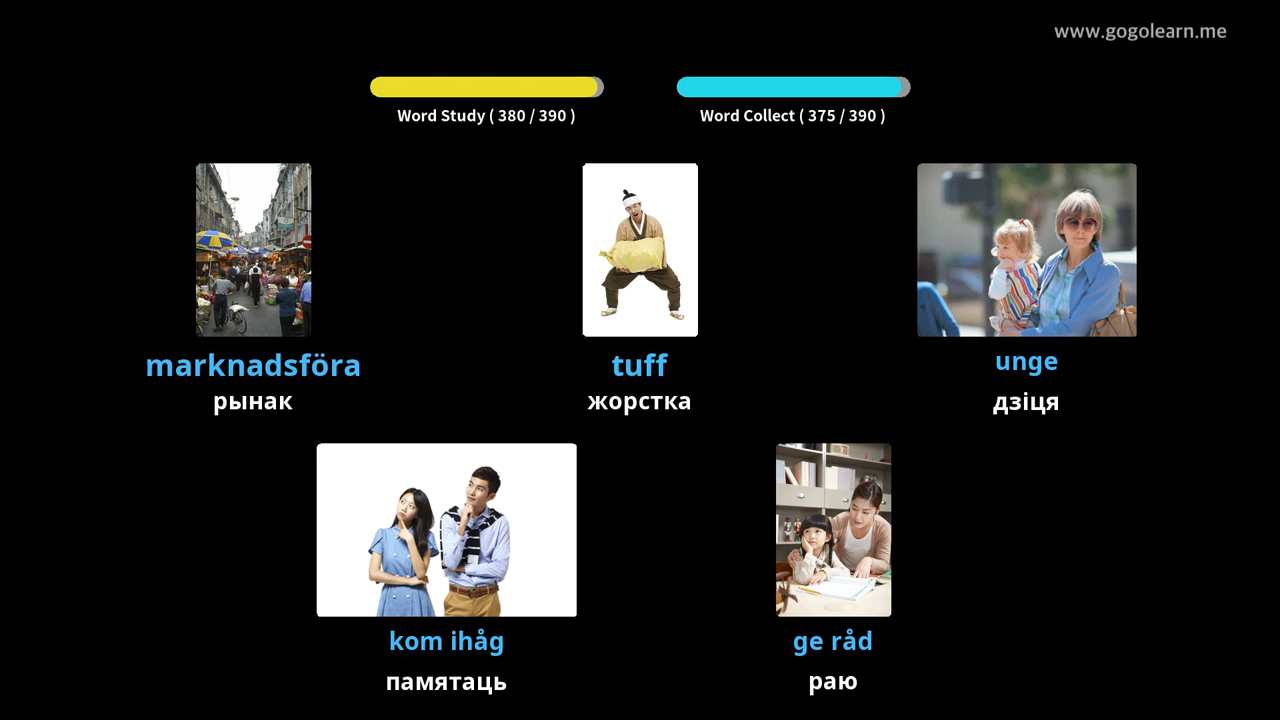 www.gogolearn.me
Word Study ( 380 / 390 )
Word Collect ( 375 / 390 )
marknadsföra
рынак
tuff
жорстка
unge
дзіця
kom ihåg
памятаць
ge råd
раю